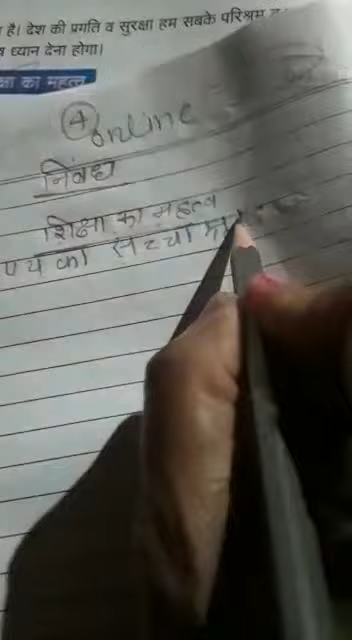 है। देश की प्रगति व सुरक्षा हम सबके परिश्रम व
ध्यान देना होगा।
का महत्व
④ online
निबंध
शिक्षा का महत्व
का सच्चा